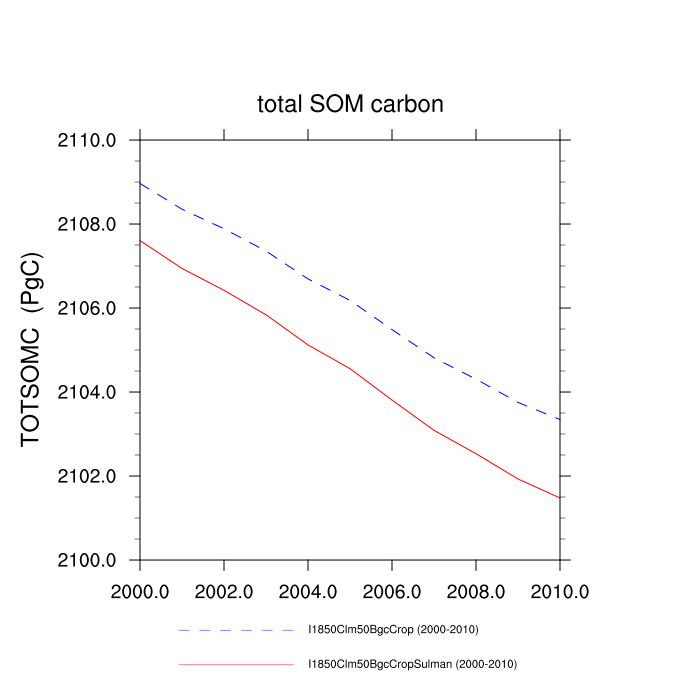 total SOM carbon
TOTSOMC (PgC)
2110.0
2108.0
2106.0
2104.0
2102.0
2100.0
2000.0 2002.0 2004.0 2006.0 2008.0 2010.0
I1850Clm50BgcCrop (2000-2010)
I1850Clm50BgcCropSulman (2000-2010)